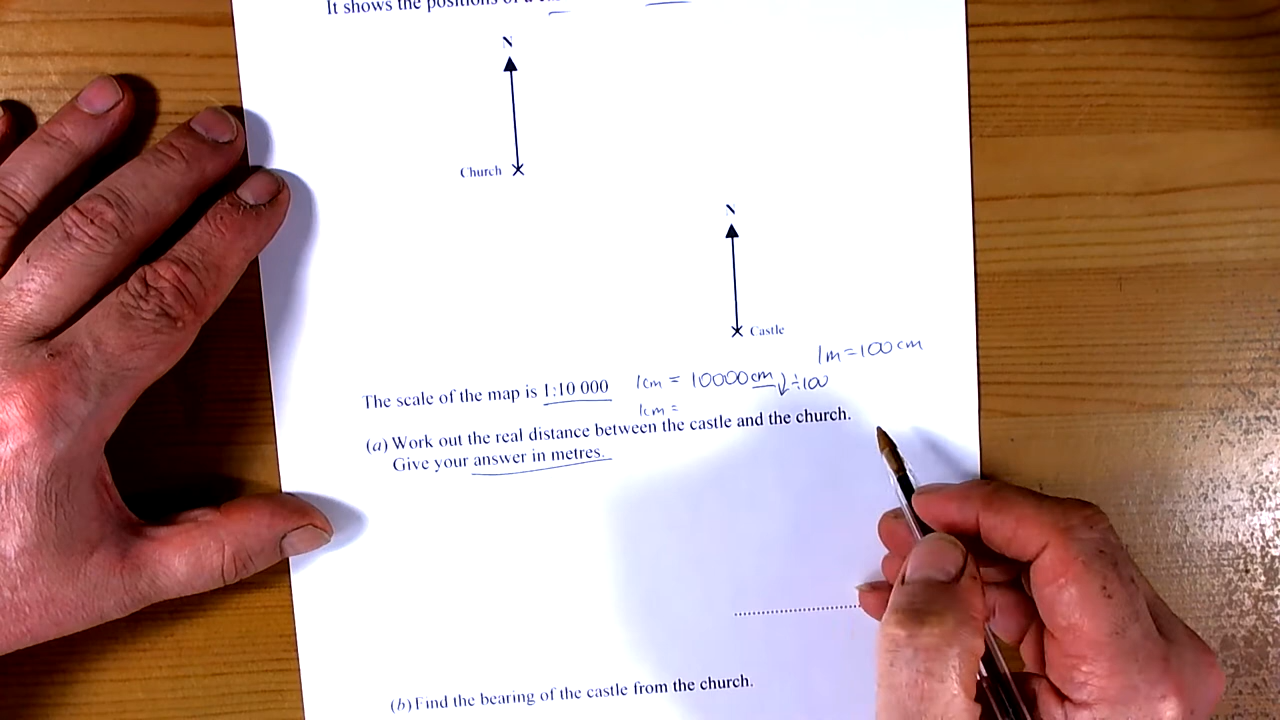 It shows the positions of a
N
Church
N
Castle
1m = 100cm
The scale of the map is 1:10 000 1cm = 10000cm ÷100
1cm =
(a) Work out the real distance between the castle and the church.
Give your answer in metres.
(b) Find the bearing of the castle from the church.